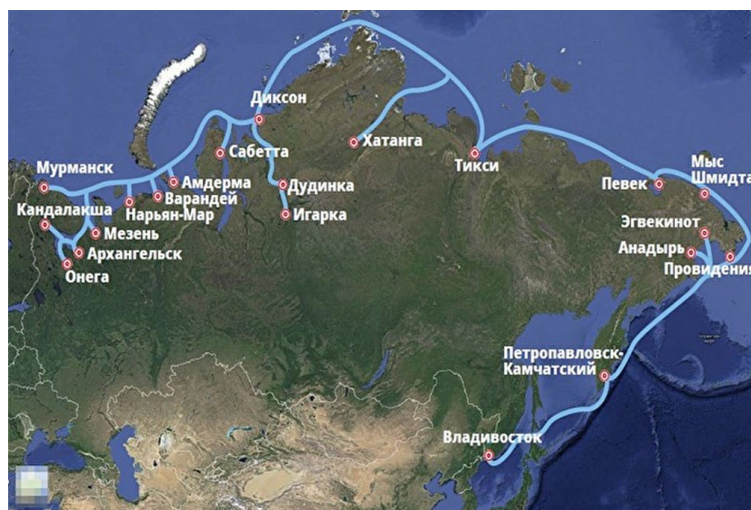 Диксон
Хатанга
Сабетта
Тикси
Мурманск
Амдерма
Дудинка
Певек
Мыс
Шмидта
Варандей
Кандалакша
Нарьян-Мар
Игарка
Эгвекинот
Мезень
Анадырь
Архангельск
Провидения
Онега
Петропавловск-
Камчатский
Владивосток